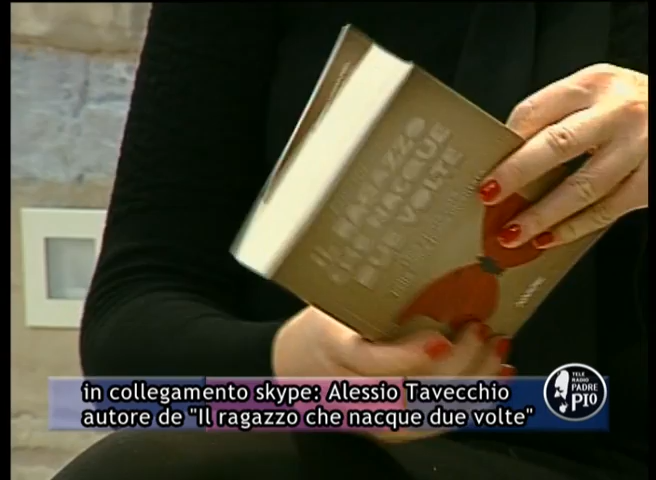 IL RAGAZZO
CHE NACQUE
DUE VOLTE
in collegamento skype: Alessio Tavecchio
autore de "Il ragazzo che nacque due volte"
TELE
RADIO PADRE
PIO